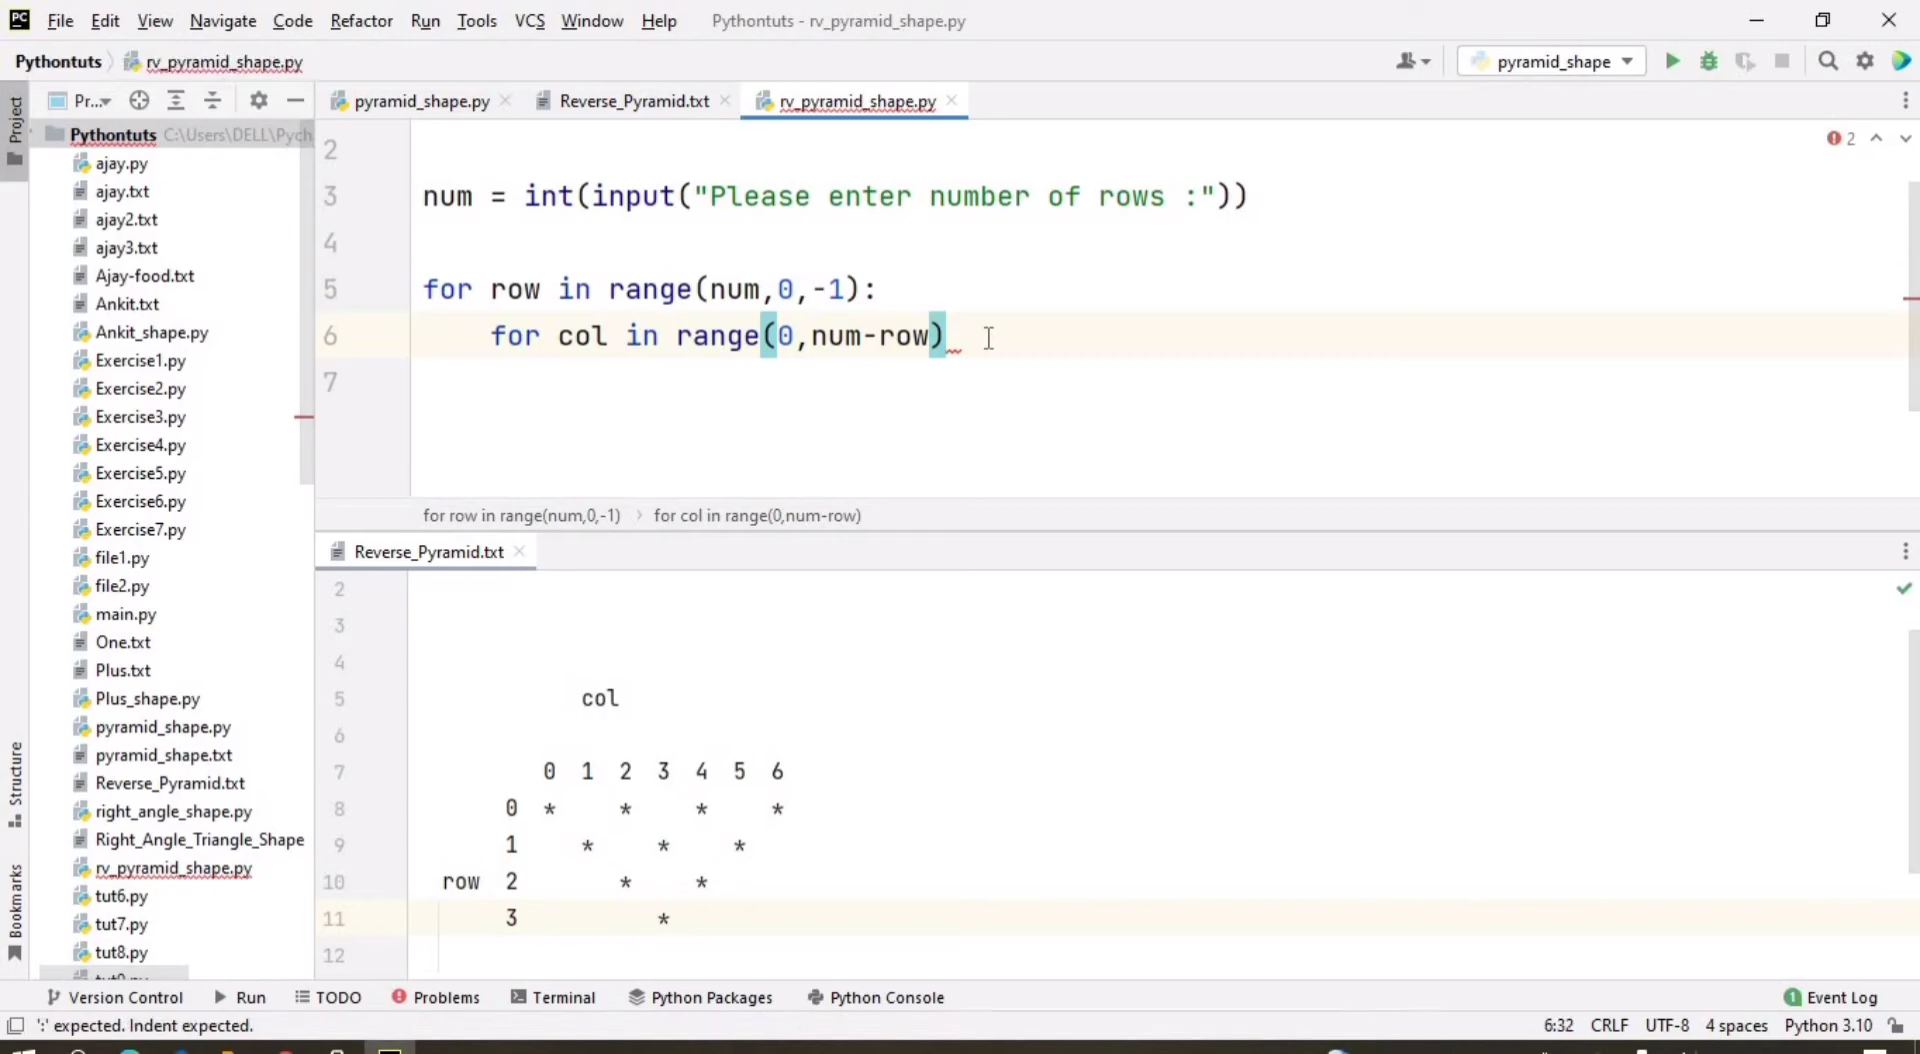 PC File Edit View Navigate Code Refactor Run Tools VCS Window Help Pythontuts - rv_pyramid_shape.py
Pythontuts rv_pyramid_shape.py pyramid_shape
Project Pr... pyramid_shape.py Reverse_Pyramid.txt rv_pyramid_shape.py
Pythontuts C:\Users\DELL\Pych
ajay.py
ajay.txt
ajay2.txt
ajay3.txt
Ajay-food.txt
Ankit.txt
Ankit_shape.py
Exercise1.py
Exercise2.py
Exercise3.py
Exercise4.py
Exercise5.py
Exercise6.py
Exercise7.py
file1.py
file2.py
main.py
One.txt
Plus.txt
Plus_shape.py
pyramid_shape.py
pyramid_shape.txt
Reverse_Pyramid.txt
right_angle_shape.py
Right_Angle_Triangle_Shape
rv_pyramid_shape.py
tut6.py
tut7.py
tut8.py
Structure
Bookmarks
2
2
3 num = int(input("Please enter number of rows :"))
4
5 for row in range(num,0,-1):
6 for col in range(0,num-row)
7
for row in range(num,0,-1) › for col in range(0,num-row)
Reverse_Pyramid.txt
2
3
4
5 col
6
7 0 1 2 3 4 5 6
8 0 * * * *
9 1 * * *
10 row 2 * *
11 3 *
12
Version Control Run TODO Problems Terminal Python Packages Python Console 1 Event Log
':' expected. Indent expected. 6:32 CRLF UTF-8 4 spaces Python 3.10